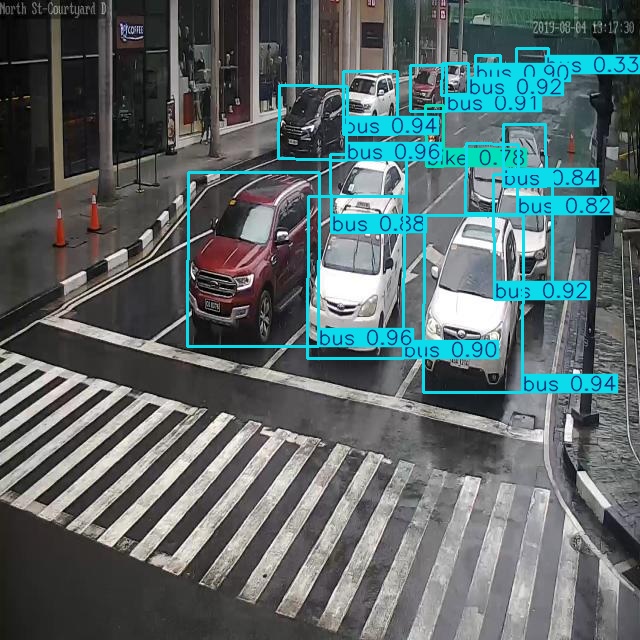 North St-Courtyard D
2019-08-04 13:17:30
COFFEE
bus 0.33
bus 0.90
bus 0.92
bus 0.91
bus 0.94
bus 0.96
ike 0.78
bus 0.84
bus 0.82
bus 0.88
bus 0.92
bus 0.96
bus 0.90
bus 0.94